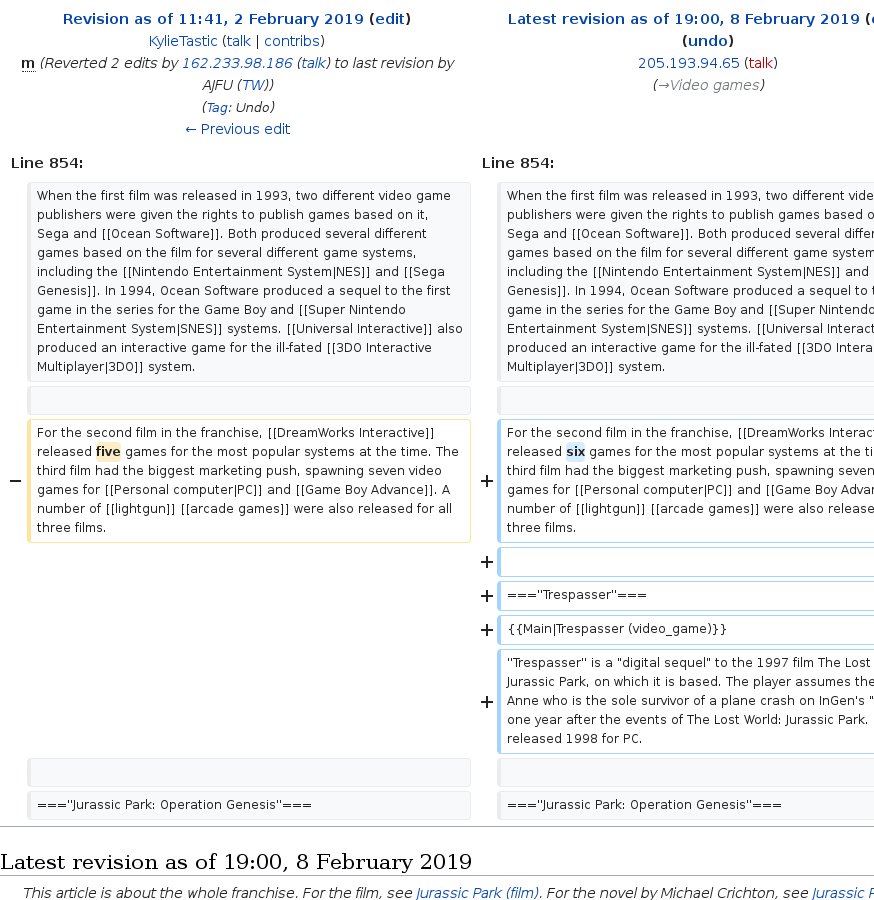 Revision as of 11:41, 2 February 2019 (edit)
KylieTastic (talk | contribs)
m (Reverted 2 edits by 162.233.98.186 (talk) to last revision by
AJFU (TW))
(Tag: Undo)
← Previous edit
Latest revision as of 19:00, 8 February 2019 (
(undo)
205.193.94.65 (talk)
(→Video games)
Line 854:
When the first film was released in 1993, two different video game
publishers were given the rights to publish games based on it,
Sega and [[Ocean Software]]. Both produced several different
games based on the film for several different game systems,
including the [[Nintendo Entertainment System|NES]] and [[Sega
Genesis]]. In 1994, Ocean Software produced a sequel to the first
game in the series for the Game Boy and [[Super Nintendo
Entertainment System|SNES]] systems. [[Universal Interactive]] also
produced an interactive game for the ill-fated [[3DO Interactive
Multiplayer|3DO]] system.
Line 854:
When the first film was released in 1993, two different vide
publishers were given the rights to publish games based o
Sega and [[Ocean Software]]. Both produced several differ
games based on the film for several different game system
including the [[Nintendo Entertainment System|NES]] and
Genesis]]. In 1994, Ocean Software produced a sequel to t
game in the series for the Game Boy and [[Super Nintendo
Entertainment System|SNES]] systems. [[Universal Interact
produced an interactive game for the ill-fated [[3DO Intera
Multiplayer|3DO]] system.
− For the second film in the franchise, [[DreamWorks Interactive]]
released five games for the most popular systems at the time. The
third film had the biggest marketing push, spawning seven video
games for [[Personal computer|PC]] and [[Game Boy Advance]]. A
number of [[lightgun]] [[arcade games]] were also released for all
three films.
+ For the second film in the franchise, [[DreamWorks Interact
released six games for the most popular systems at the ti
third film had the biggest marketing push, spawning seven
games for [[Personal computer|PC]] and [[Game Boy Advan
number of [[lightgun]] [[arcade games]] were also release
three films.
+
+ ===''Trespasser''===
+ {{Main|Trespasser (video_game)}}
+ ''Trespasser'' is a "digital sequel" to the 1997 film The Lost
Jurassic Park, on which it is based. The player assumes the
Anne who is the sole survivor of a plane crash on InGen's "
one year after the events of The Lost World: Jurassic Park.
released 1998 for PC.
===''Jurassic Park: Operation Genesis''===
===''Jurassic Park: Operation Genesis''===
Latest revision as of 19:00, 8 February 2019
This article is about the whole franchise. For the film, see Jurassic Park (film). For the novel by Michael Crichton, see Jurassic